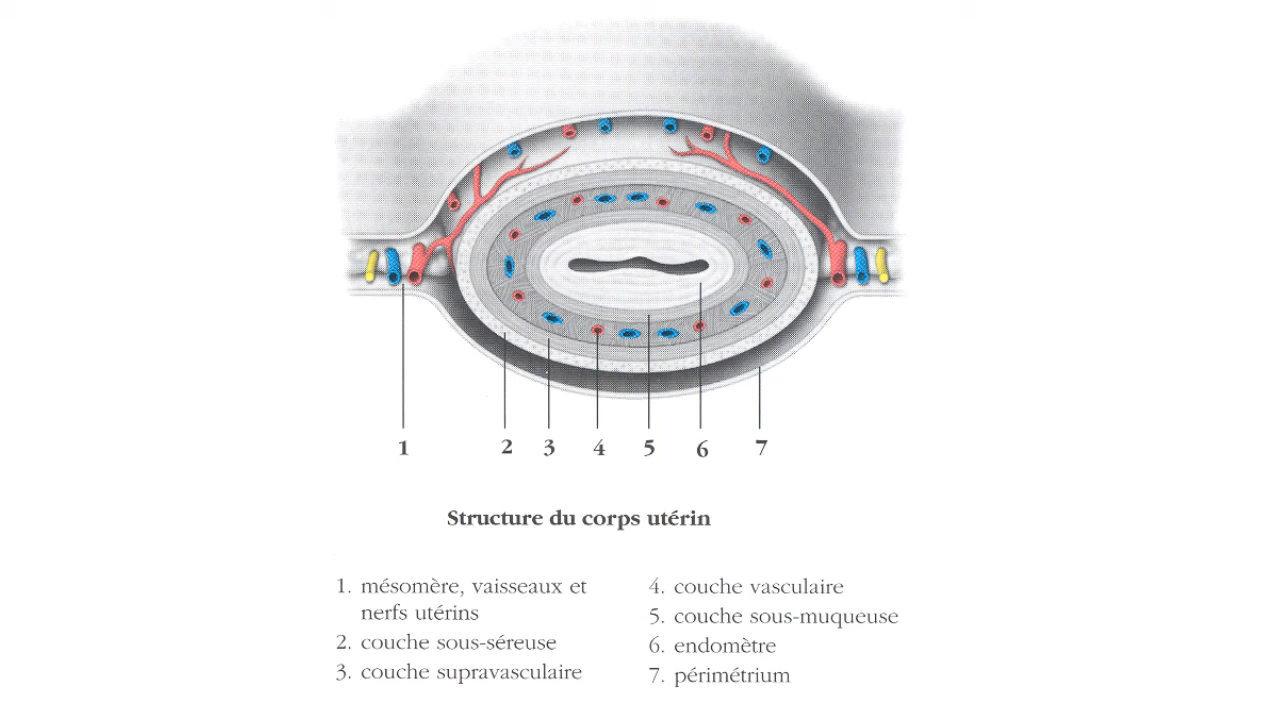 1 2 3 4 5 6 7
Structure du corps utérin
1. mésomère, vaisseaux et
nerfs utérins
2. couche sous-séreuse
3. couche supravasculaire
4. couche vasculaire
5. couche sous-muqueuse
6. endomètre
7. périmétrium